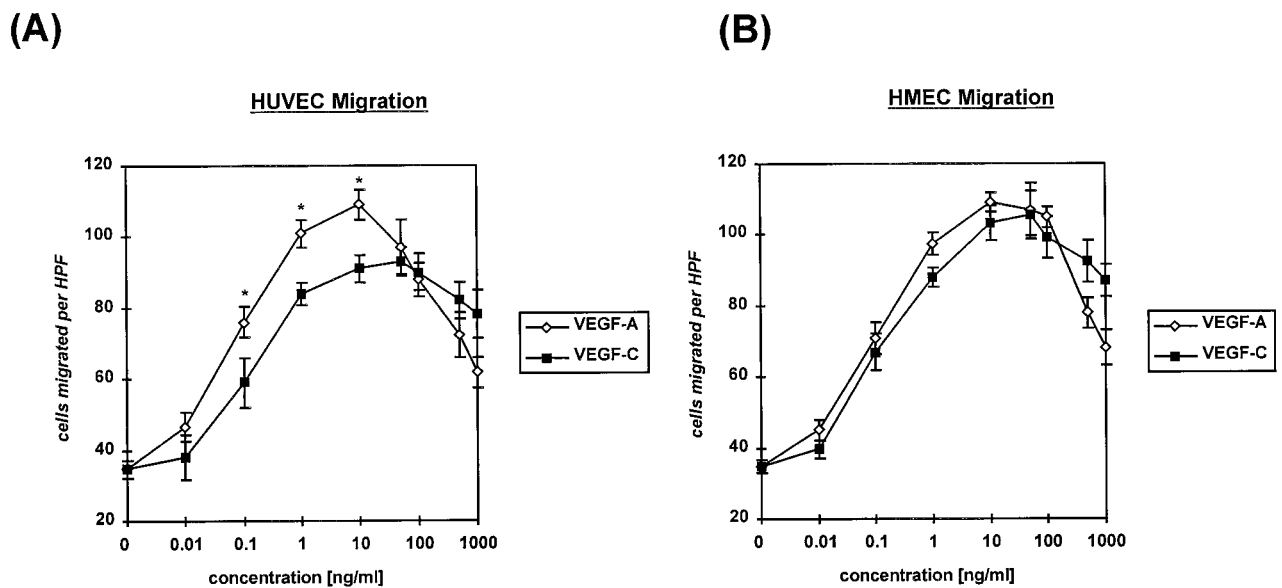 (A)
HUVEC Migration
120
100
80
60
40
20
cells migrated per HPF
*
*
*
0 0.01 0.1 1 10 100 1000
concentration [ng/ml]
VEGF-A
VEGF-C
(B)
HMEC Migration
120
100
80
60
40
20
cells migrated per HPF
0 0.01 0.1 1 10 100 1000
concentration [ng/ml]
VEGF-A
VEGF-C